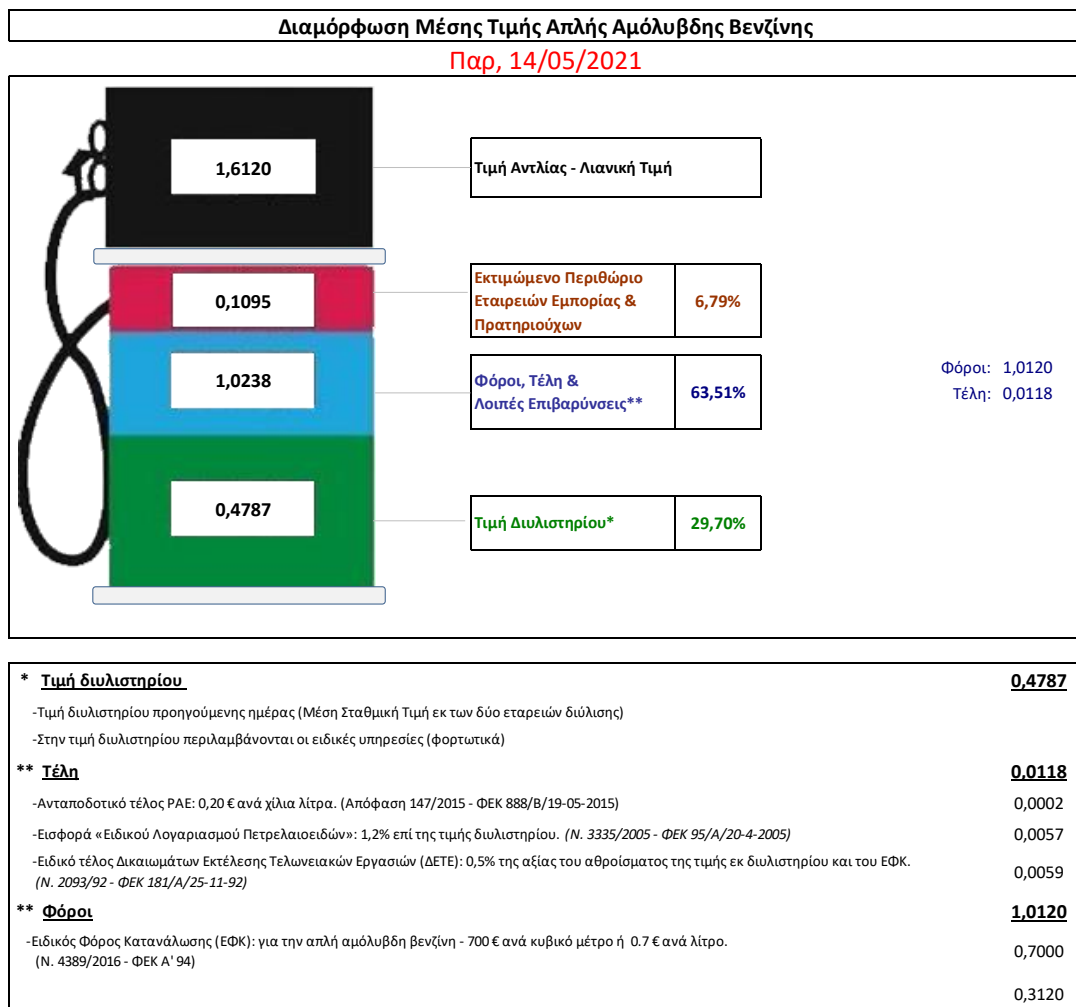 Διαμόρφωση Μέσης Τιμής Απλής Αμόλυβδης Βενζίνης
Παρ, 14/05/2021
1,6120
Τιμή Αντλίας - Λιανική Τιμή
0,1095
Εκτιμώμενο Περιθώριο
Εταιρειών Εμπορίας &
Πρατηριούχων
6,79%
1,0238
Φόροι, Τέλη &
Λοιπές Επιβαρύνσεις**
63,51%
Φόροι: 1,0120
Τέλη: 0,0118
0,4787
Τιμή Διυλιστηρίου*
29,70%
* Τιμή διυλιστηρίου 0,4787
-Τιμή διυλιστηρίου προηγούμενης ημέρας (Μέση Σταθμική Τιμή εκ των δύο εταρειών διύλισης)
-Στην τιμή διυλιστηρίου περιλαμβάνονται οι ειδικές υπηρεσίες (φορτωτικά)
** Τέλη 0,0118
-Ανταποδοτικό τέλος ΡΑΕ: 0,20 € ανά χίλια λίτρα. (Απόφαση 147/2015 - ΦΕΚ 888/Β/19-05-2015) 0,0002
-Εισφορά «Ειδικού Λογαριασμού Πετρελαιοειδών»: 1,2% επί της τιμής διυλιστηρίου. (Ν. 3335/2005 - ΦΕΚ 95/Α/20-4-2005) 0,0057
-Ειδικό τέλος Δικαιωμάτων Εκτέλεσης Τελωνειακών Εργασιών (ΔΕΤΕ): 0,5% της αξίας του αθροίσματος της τιμής εκ διυλιστηρίου και του ΕΦΚ.
(Ν. 2093/92 - ΦΕΚ 181/Α/25-11-92) 0,0059
** Φόροι 1,0120
-Ειδικός Φόρος Κατανάλωσης (ΕΦΚ): για την απλή αμόλυβδη βενζίνη - 700 € ανά κυβικό μέτρο ή 0.7 € ανά λίτρο.
(Ν. 4389/2016 - ΦΕΚ Α' 94) 0,7000
0,3120